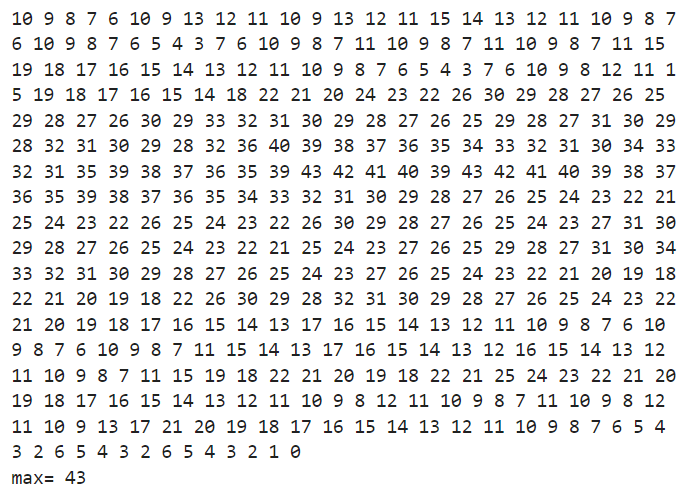 10 9 8 7 6 10 9 13 12 11 10 9 13 12 11 15 14 13 12 11 10 9 8 7
6 10 9 8 7 6 5 4 3 7 6 10 9 8 7 11 10 9 8 7 11 10 9 8 7 11 15
19 18 17 16 15 14 13 12 11 10 9 8 7 6 5 4 3 7 6 10 9 8 12 11 1
5 19 18 17 16 15 14 18 22 21 20 24 23 22 26 30 29 28 27 26 25
29 28 27 26 30 29 33 32 31 30 29 28 27 26 25 29 28 27 31 30 29
28 32 31 30 29 28 32 36 40 39 38 37 36 35 34 33 32 31 30 34 33
32 31 35 39 38 37 36 35 39 43 42 41 40 39 43 42 41 40 39 38 37
36 35 39 38 37 36 35 34 33 32 31 30 29 28 27 26 25 24 23 22 21
25 24 23 22 26 25 24 23 22 26 30 29 28 27 26 25 24 23 27 31 30
29 28 27 26 25 24 23 22 21 25 24 23 27 26 25 29 28 27 31 30 34
33 32 31 30 29 28 27 26 25 24 23 27 26 25 24 23 22 21 20 19 18
22 21 20 19 18 22 26 30 29 28 32 31 30 29 28 27 26 25 24 23 22
21 20 19 18 17 16 15 14 13 17 16 15 14 13 12 11 10 9 8 7 6 10
9 8 7 6 10 9 8 7 11 15 14 13 17 16 15 14 13 12 16 15 14 13 12
11 10 9 8 7 11 15 19 18 22 21 20 19 18 22 21 25 24 23 22 21 20
19 18 17 16 15 14 13 12 11 10 9 8 12 11 10 9 8 7 11 10 9 8 12
11 10 9 13 17 21 20 19 18 17 16 15 14 13 12 11 10 9 8 7 6 5 4
3 2 6 5 4 3 2 6 5 4 3 2 1 0
max= 43